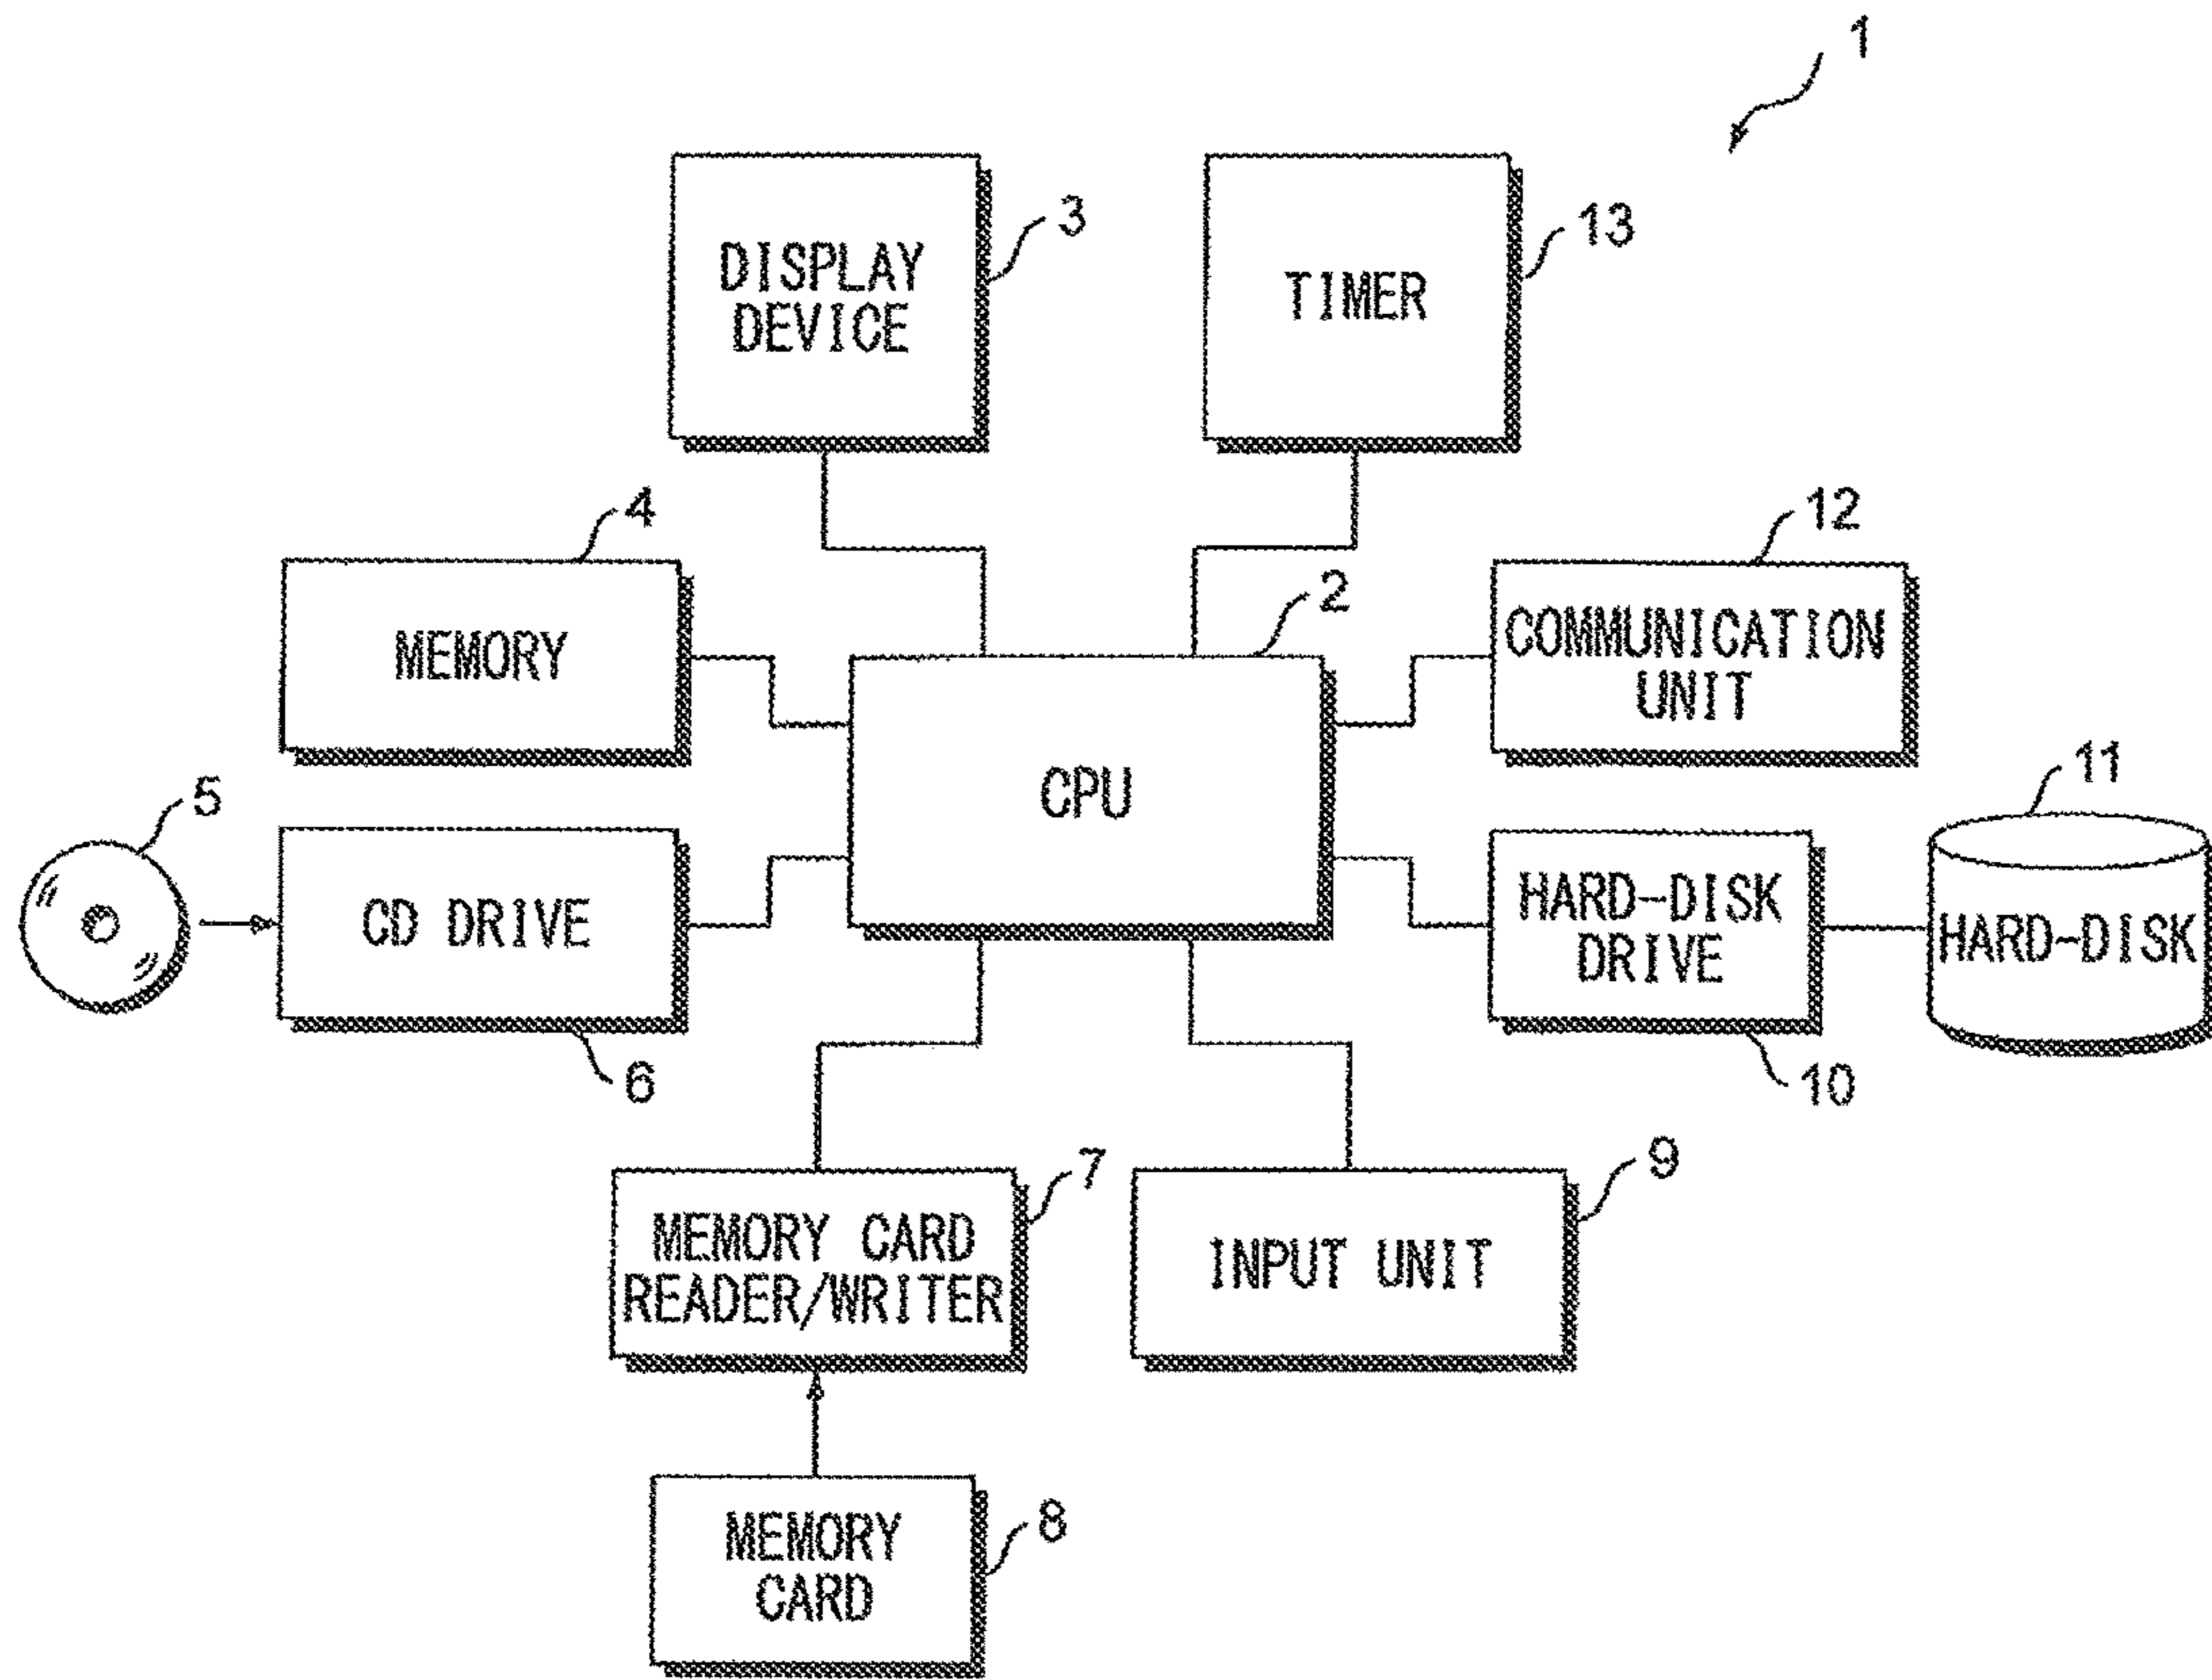 1
3
DISPLAY
DEVICE
13
TIMER
4
MEMORY
2
CPU
12
COMMUNICATION
UNIT
5
CD DRIVE
6
HARD-DISK
DRIVE
10
11
HARD-DISK
7
MEMORY CARD
READER/WRITER
9
INPUT UNIT
8
MEMORY
CARD